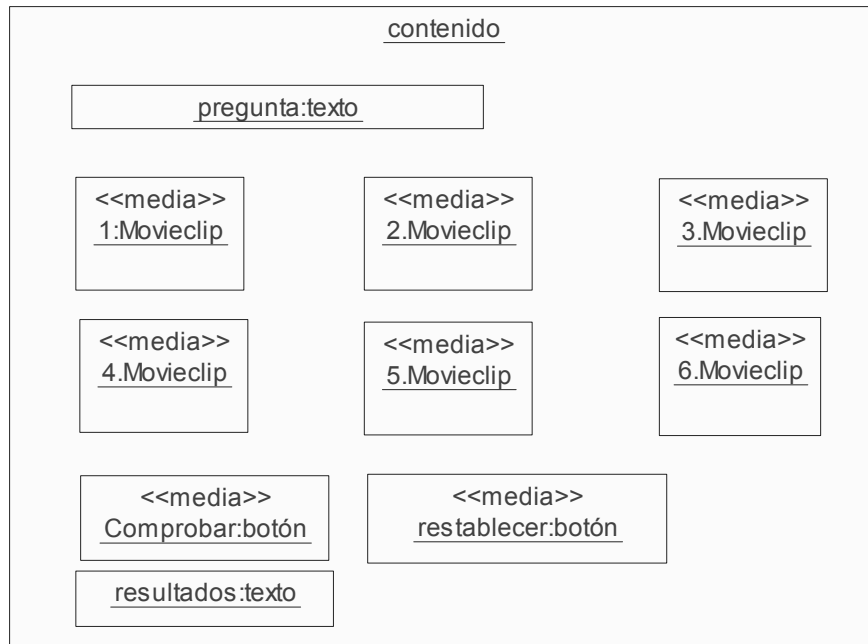 contenido
pregunta:texto
<<media>>
1:Movieclip
<<media>>
2.Movieclip
<<media>>
3.Movieclip
<<media>>
4.Movieclip
<<media>>
5.Movieclip
<<media>>
6.Movieclip
<<media>>
Comprobar:botón
<<media>>
restablecer:botón
resultados:texto